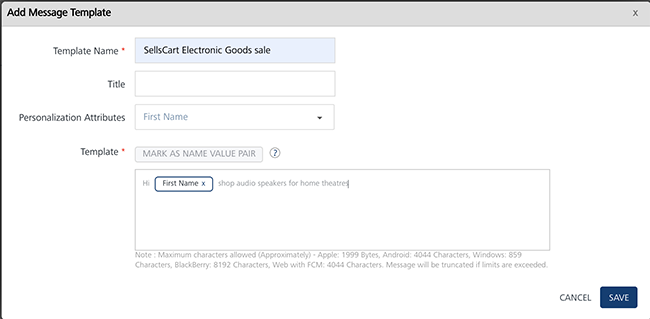 Add Message Template x
Template Name * SellsCart Electronic Goods sale
Title
Personalization Attributes First Name
Template * MARK AS NAME VALUE PAIR ?
Hi First Name x shop audio speakers for home theatres
Note : Maximum characters allowed (Approximately) - Apple: 1999 Bytes, Android: 4044 Characters, Windows: 859
Characters, BlackBerry: 8192 Characters, Web with FCM: 4044 Characters. Message will be truncated if limits are exceeded.
CANCEL SAVE